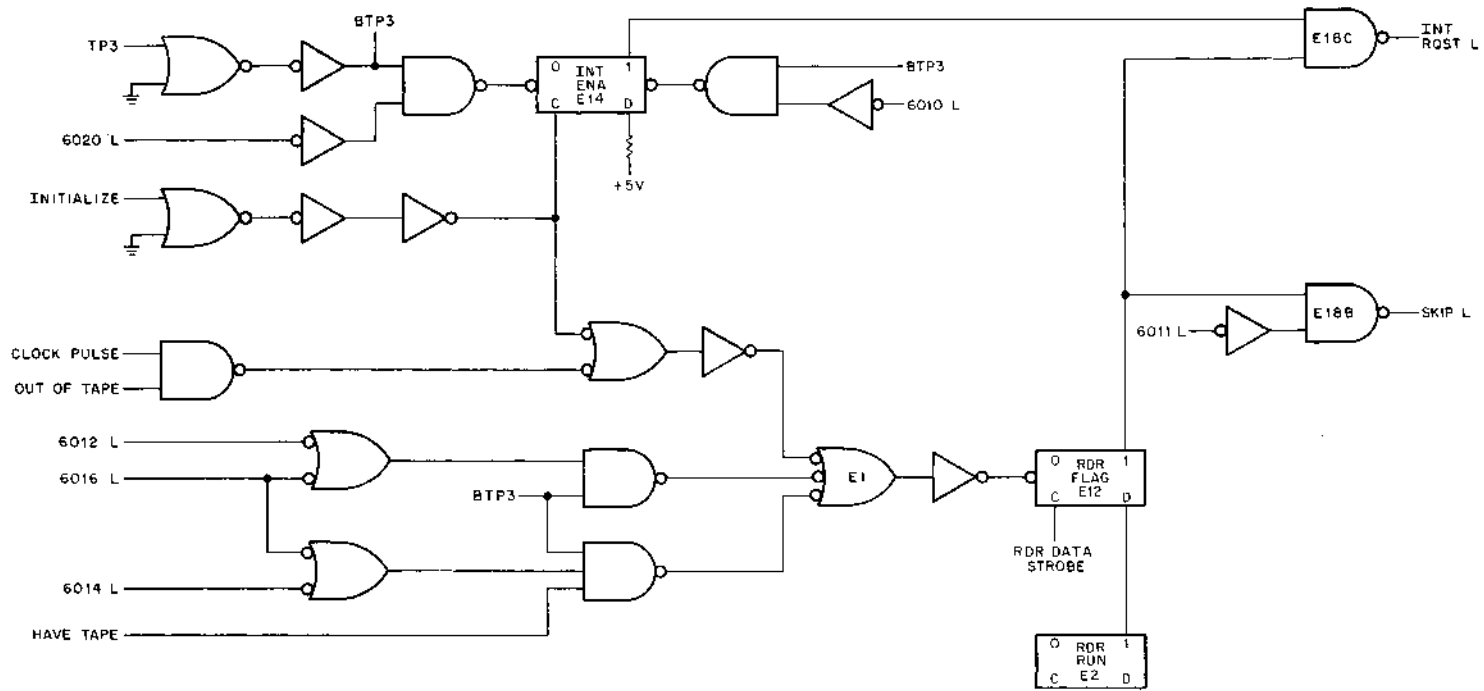 BTP3
TP3
0 1
INT
ENA
E14
C D
+5V
BTP3
6010 L
E18C
INT
RQST L
6020 L
INITIALIZE
CLOCK PULSE
OUT OF TAPE
6011 L
E18B
SKIP L
6012 L
6016 L
BTP3
6014 L
HAVE TAPE
E1
0 1
RDR
FLAG
E12
C D
RDR DATA
STROBE
0 1
RDR
RUN
E2
C D